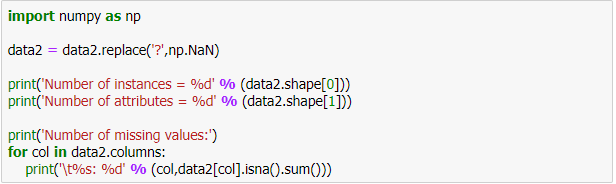 import numpy as np
data2 = data2.replace('?',np.NaN)
print('Number of instances = %d' % (data2.shape[0]))
print('Number of attributes = %d' % (data2.shape[1]))
print('Number of missing values:')
for col in data2.columns:
    print('\t%s: %d' % (col,data2[col].isna().sum()))